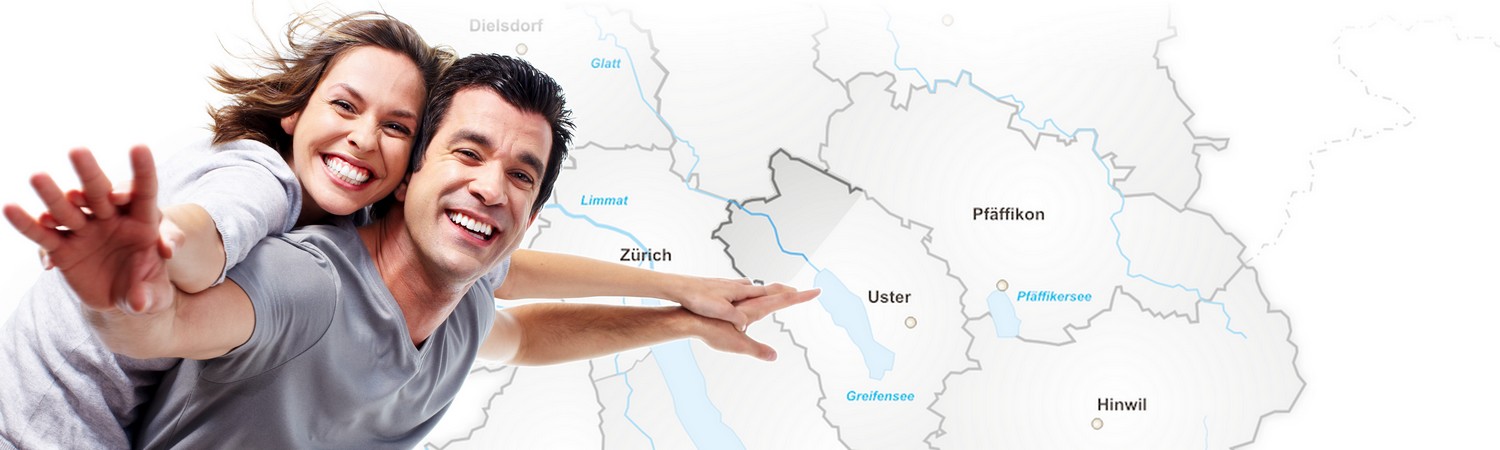 Dielsdorf
Glatt
Limmat
Zürich
Pfäffikon
Uster
Pfäffikersee
Greifensee
Hinwil